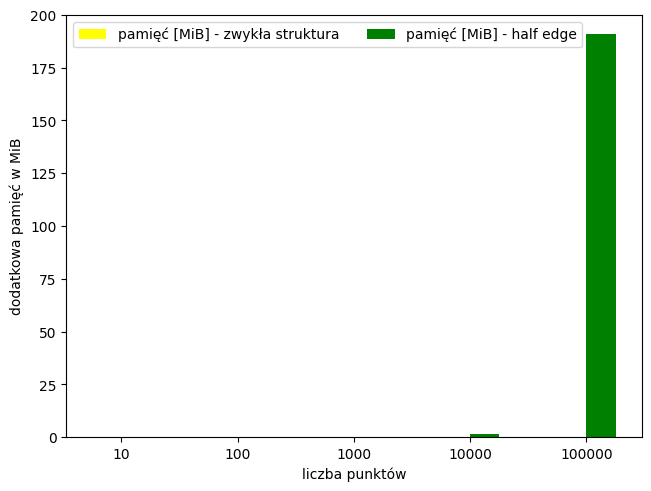 pamięć [MiB] - zwykła struktura
pamięć [MiB] - half edge
200
175
150
125
100
75
50
25
0
dodatkowa pamięć w MiB
10 100 1000 10000 100000
liczba punktów